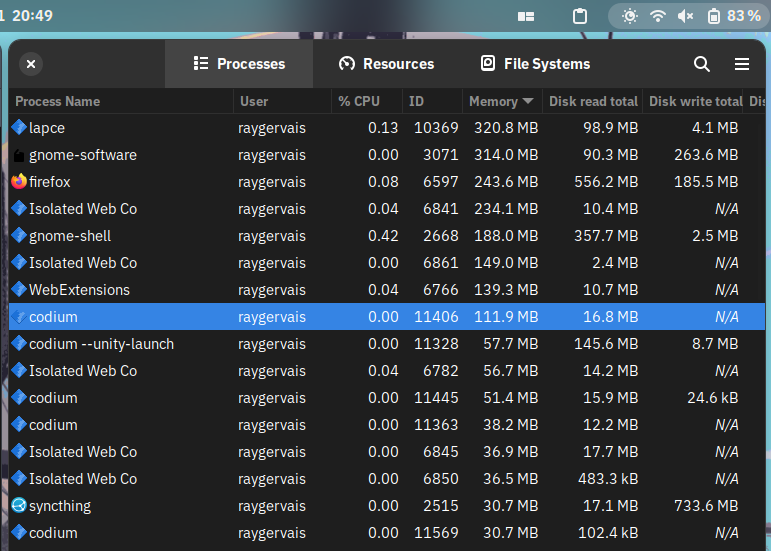 1 20:49 83 %
Processes Resources File Systems
Process Name User % CPU ID Memory Disk read total Disk write total Dis
lapce raygervais 0.13 10369 320.8 MB 98.9 MB 4.1 MB
gnome-software raygervais 0.00 3071 314.0 MB 90.3 MB 263.6 MB
firefox raygervais 0.08 6597 243.6 MB 556.2 MB 185.5 MB
Isolated Web Co raygervais 0.04 6841 234.1 MB 10.4 MB N/A
gnome-shell raygervais 0.42 2668 188.0 MB 357.7 MB 2.5 MB
Isolated Web Co raygervais 0.00 6861 149.0 MB 2.4 MB N/A
WebExtensions raygervais 0.04 6766 139.3 MB 10.7 MB N/A
codium raygervais 0.00 11406 111.9 MB 16.8 MB N/A
codium --unity-launch raygervais 0.00 11328 57.7 MB 145.6 MB 8.7 MB
Isolated Web Co raygervais 0.04 6782 56.7 MB 14.2 MB N/A
codium raygervais 0.00 11445 51.4 MB 15.9 MB 24.6 kB
codium raygervais 0.00 11363 38.2 MB 12.2 MB N/A
Isolated Web Co raygervais 0.00 6845 36.9 MB 17.7 MB N/A
Isolated Web Co raygervais 0.00 6850 36.5 MB 483.3 kB N/A
syncthing raygervais 0.00 2515 30.7 MB 17.1 MB 733.6 MB
codium raygervais 0.00 11569 30.7 MB 102.4 kB N/A